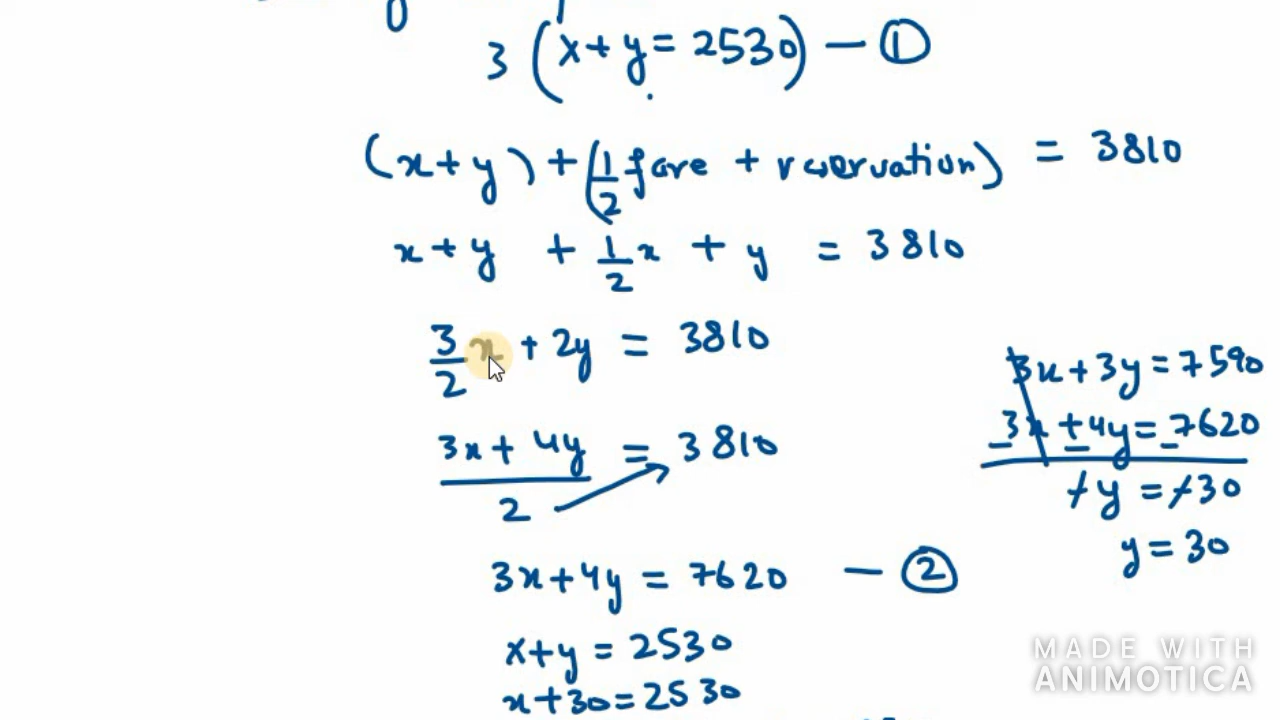 3 (x+y = 2530) — ①
(x+y) + (1/2 fare + reservation) = 3810
x+y + 1/2 x + y = 3810
3/2 x + 2y = 3810
3x + 4y / 2 = 3810
3x+4y = 7620 — ②
x+y = 2530
x+30 = 2530
3x+3y = 7590
3x+4y = 7620
- - -
-y = -30
y = 30
MADE WITH
ANIMOTICA